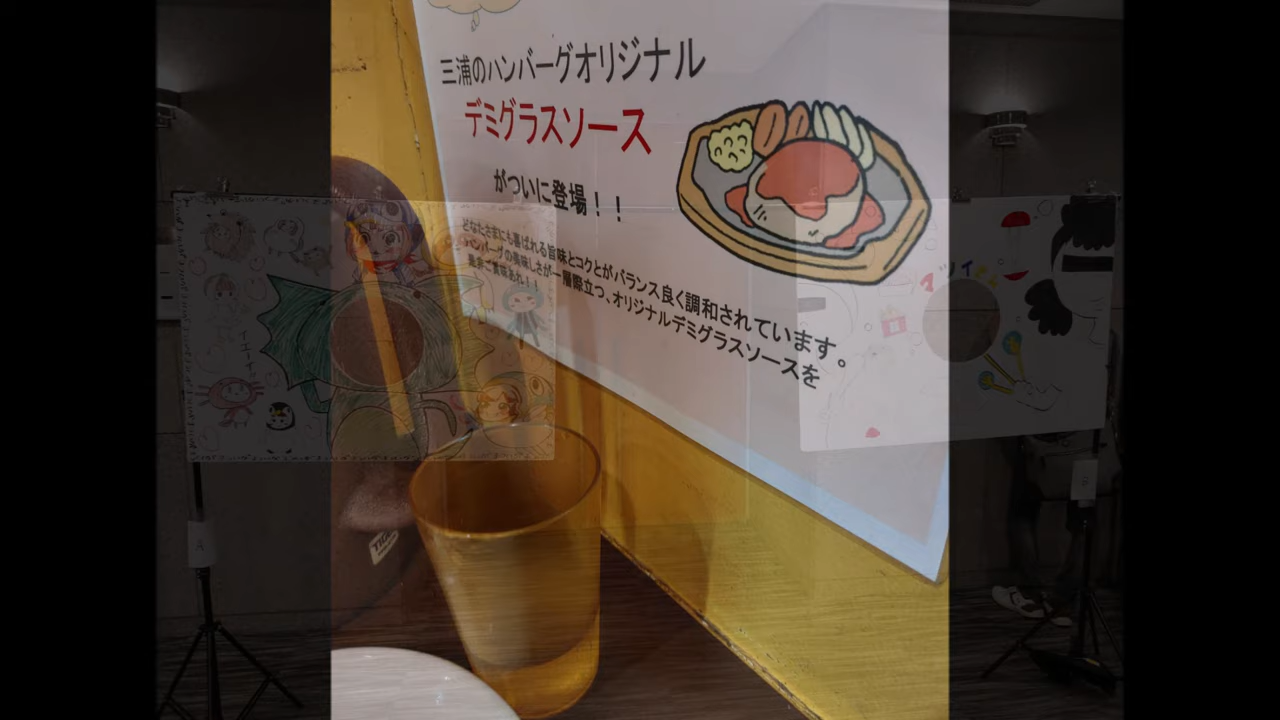 三浦のハンバーグオリジナル
デミグラスソース
がついに登場！！
どなたさまにも喜ばれる旨味とコクとがバランス良く調和されています。
ハンバーグの美味しさが一層際立つ、オリジナルデミグラスソースを
是非ご賞味あれ！！
イエーイ。
TIGER